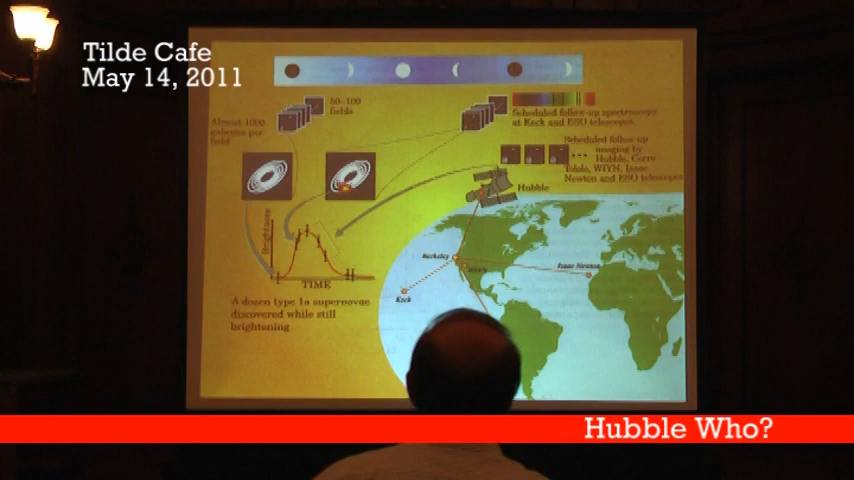 Tilde Cafe
May 14, 2011
Almost 1000
galaxies per
field
50–100
fields
Scheduled follow-up spectroscopy
at Keck and ESO telescopes
Scheduled follow-up
imaging by
Hubble, Cerro
Tololo, WIYN, Isaac
Newton and ESO telescopes
Hubble
Brightness
TIME
Berkeley
WIYN
Isaac Newton
Keck
A dozen type 1a supernovae
discovered while still
brightening
Hubble Who?